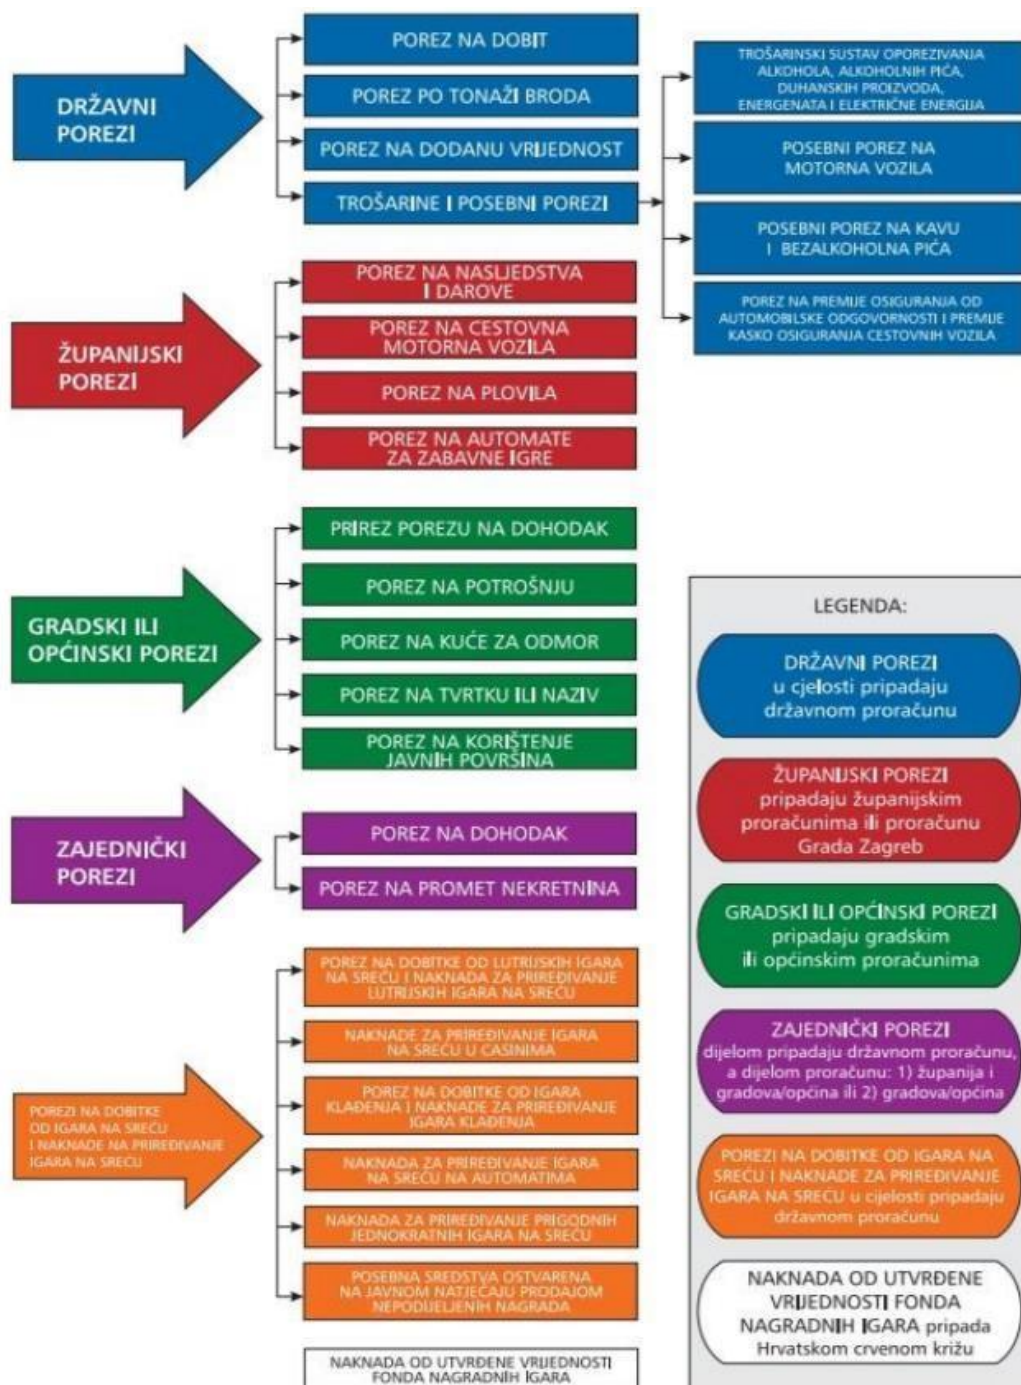 DRŽAVNI
POREZI
POREZ NA DOBIT
POREZ PO TONAŽI BRODA
POREZ NA DODANU VRIJEDNOST
TROŠARINE I POSEBNI POREZI
TROŠARINSKI SUSTAV OPOREZIVANJA
ALKOHOLA, ALKOHOLNIH PIĆA,
DUHANSKIH PROIZVODA,
ENERGENATA I ELEKTRIČNE ENERGIJA
POSEBNI POREZ NA
MOTORNA VOZILA
POSEBNI POREZ NA KAVU
I BEZALKOHOLNA PIĆA
POREZ NA PREMIJE OSIGURANJA OD
AUTOMOBILSKE ODGOVORNOSTI I PREMIJE
KASKO OSIGURANJA CESTOVNIH VOZILA
ŽUPANIJSKI
POREZI
POREZ NA NASLJEDSTVA
I DAROVE
POREZ NA CESTOVNA
MOTORNA VOZILA
POREZ NA PLOVILA
POREZ NA AUTOMATE
ZA ZABAVNE IGRE
GRADSKI ILI
OPĆINSKI POREZI
PRIREZ POREZU NA DOHODAK
POREZ NA POTROŠNJU
POREZ NA KUĆE ZA ODMOR
POREZ NA TVRTKU ILI NAZIV
POREZ NA KORIŠTENJE
JAVNIH POVRŠINA
ZAJEDNIČKI
POREZI
POREZ NA DOHODAK
POREZ NA PROMET NEKRETNINA
POREZI NA DOBITKE
OD IGARA NA SREĆU
I NAKNADE NA PRIREĐIVANJE
IGARA NA SREĆU
POREZ NA DOBITKE OD LUTRIJSKIH IGARA
NA SREĆU I NAKNADA ZA PRIREĐIVANJE
LUTRIJSKIH IGARA NA SREĆU
NAKNADE ZA PRIREĐIVANJE IGARA
NA SREĆU U CASINIMA
POREZ NA DOBITKE OD IGARA
KLAĐENJA I NAKNADE ZA PRIREĐIVANJE
IGARA KLAĐENJA
NAKNADA ZA PRIREĐIVANJE IGARA
NA SREĆU NA AUTOMATIMA
NAKNADA ZA PRIREĐIVANJE PRIGODNIH
JEDNOKRATNIH IGARA NA SREĆU
POSEBNA SREDSTVA OSTVARENA
NA JAVNOM NATJEČAJU PRODAJOM
NEPODIJELJENIH NAGRADA
NAKNADA OD UTVRĐENE VRIJEDNOSTI
FONDA NAGRADNIH IGARA
LEGENDA:
DRŽAVNI POREZI
u cjelosti pripadaju
državnom proračunu
ŽUPANIJSKI POREZI
pripadaju županijskim
proračunima ili proračunu
Grada Zagreb
GRADSKI ILI OPĆINSKI POREZI
pripadaju gradskim
ili općinskim proračunima
ZAJEDNIČKI POREZI
dijelom pripadaju državnom proračunu,
a dijelom proračunu: 1) županija i
gradova/općina ili 2) gradova/općina
POREZI NA DOBITKE OD IGARA NA
SREĆU I NAKNADE ZA PRIREĐIVANJE
IGARA NA SREĆU u cijelosti pripadaju
državnom proračunu
NAKNADA OD UTVRĐENE
VRIJEDNOSTI FONDA
NAGRADNIH IGARA pripada
Hrvatskom crvenom križu